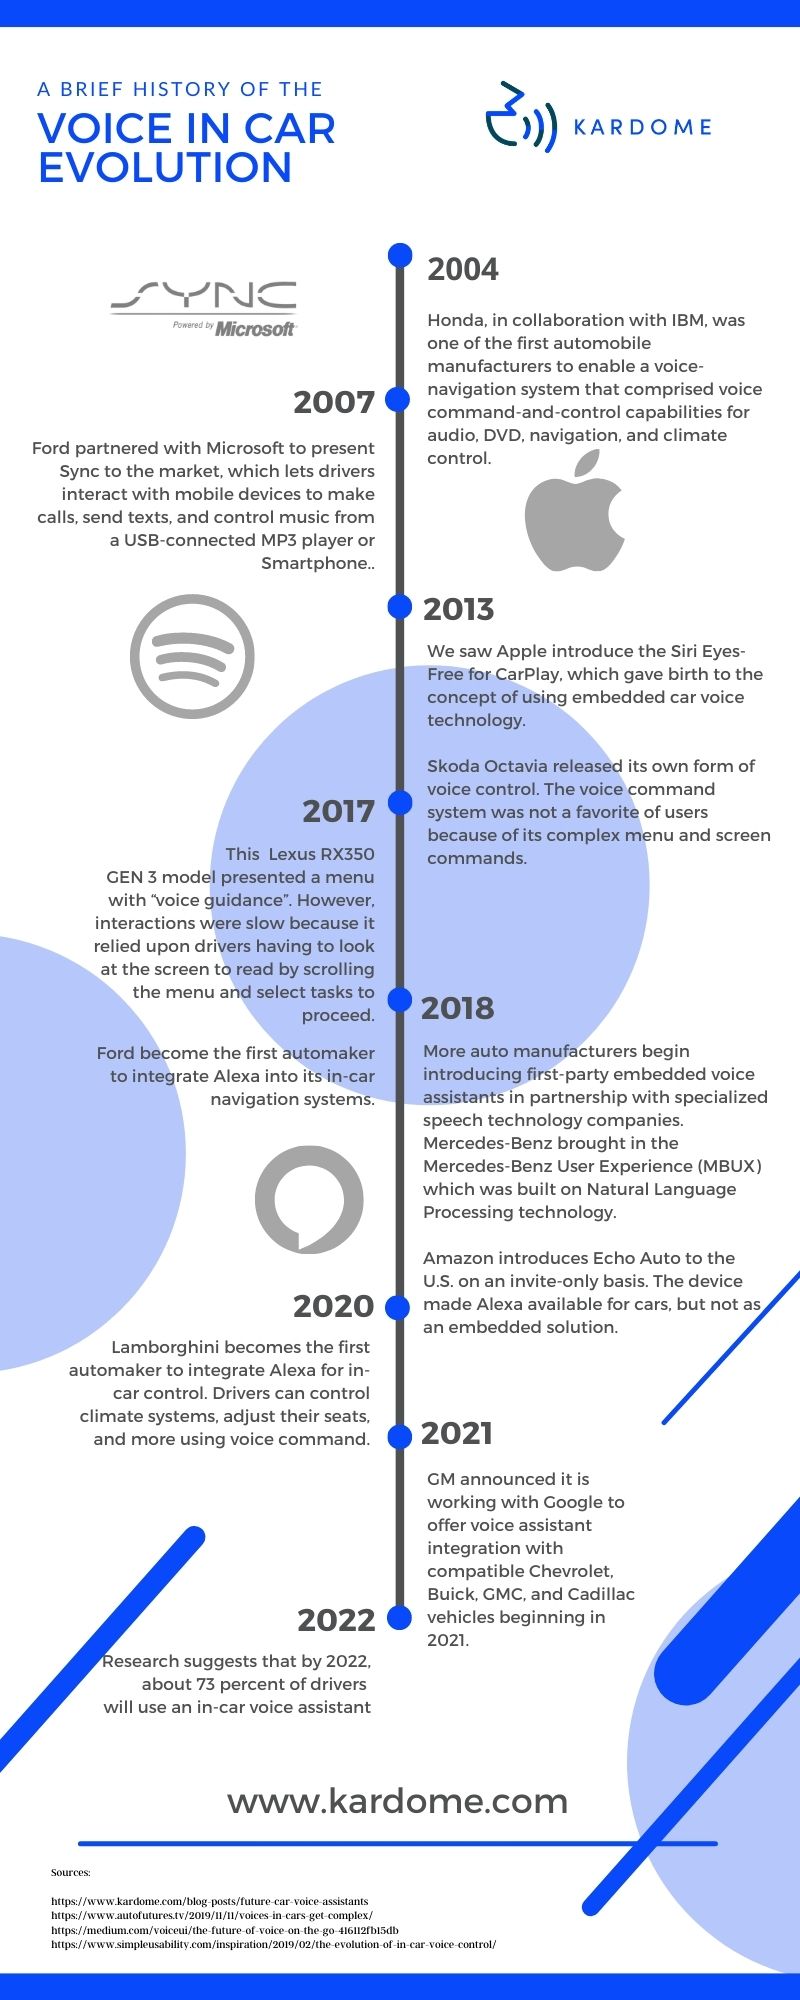 A BRIEF HISTORY OF THE
VOICE IN CAR
EVOLUTION
KARDOME
2004
Honda, in collaboration with IBM, was
one of the first automobile
manufacturers to enable a voice-
navigation system that comprised voice
command-and-control capabilities for
audio, DVD, navigation, and climate
control.
SYNC
Powered by Microsoft
2007
Ford partnered with Microsoft to present
Sync to the market, which lets drivers
interact with mobile devices to make
calls, send texts, and control music from
a USB-connected MP3 player or
Smartphone..
2013
We saw Apple introduce the Siri Eyes-
Free for CarPlay, which gave birth to the
concept of using embedded car voice
technology.
Skoda Octavia released its own form of
voice control. The voice command
system was not a favorite of users
because of its complex menu and screen
commands.
2017
This  Lexus RX350
GEN 3 model presented a menu
with “voice guidance”. However,
interactions were slow because it
relied upon drivers having to look
at the screen to read by scrolling
the menu and select tasks to
proceed.
Ford become the first automaker
to integrate Alexa into its in-car
navigation systems.
2018
More auto manufacturers begin
introducing first-party embedded voice
assistants in partnership with specialized
speech technology companies.
Mercedes-Benz brought in the
Mercedes-Benz User Experience (MBUX)
which was built on Natural Language
Processing technology.
Amazon introduces Echo Auto to the
U.S. on an invite-only basis. The device
made Alexa available for cars, but not as
an embedded solution.
2020
Lamborghini becomes the first
automaker to integrate Alexa for in-
car control. Drivers can control
climate systems, adjust their seats,
and more using voice command.
2021
GM announced it is
working with Google to
offer voice assistant
integration with
compatible Chevrolet,
Buick, GMC, and Cadillac
vehicles beginning in
2021.
2022
Research suggests that by 2022,
about 73 percent of drivers
will use an in-car voice assistant
www.kardome.com
Sources:
https://www.kardome.com/blog-posts/future-car-voice-assistants
https://www.autofutures.tv/2019/11/11/voices-in-cars-get-complex/
https://medium.com/voiceui/the-future-of-voice-on-the-go-416112fb15db
https://www.simpleusability.com/inspiration/2019/02/the-evolution-of-in-car-voice-control/